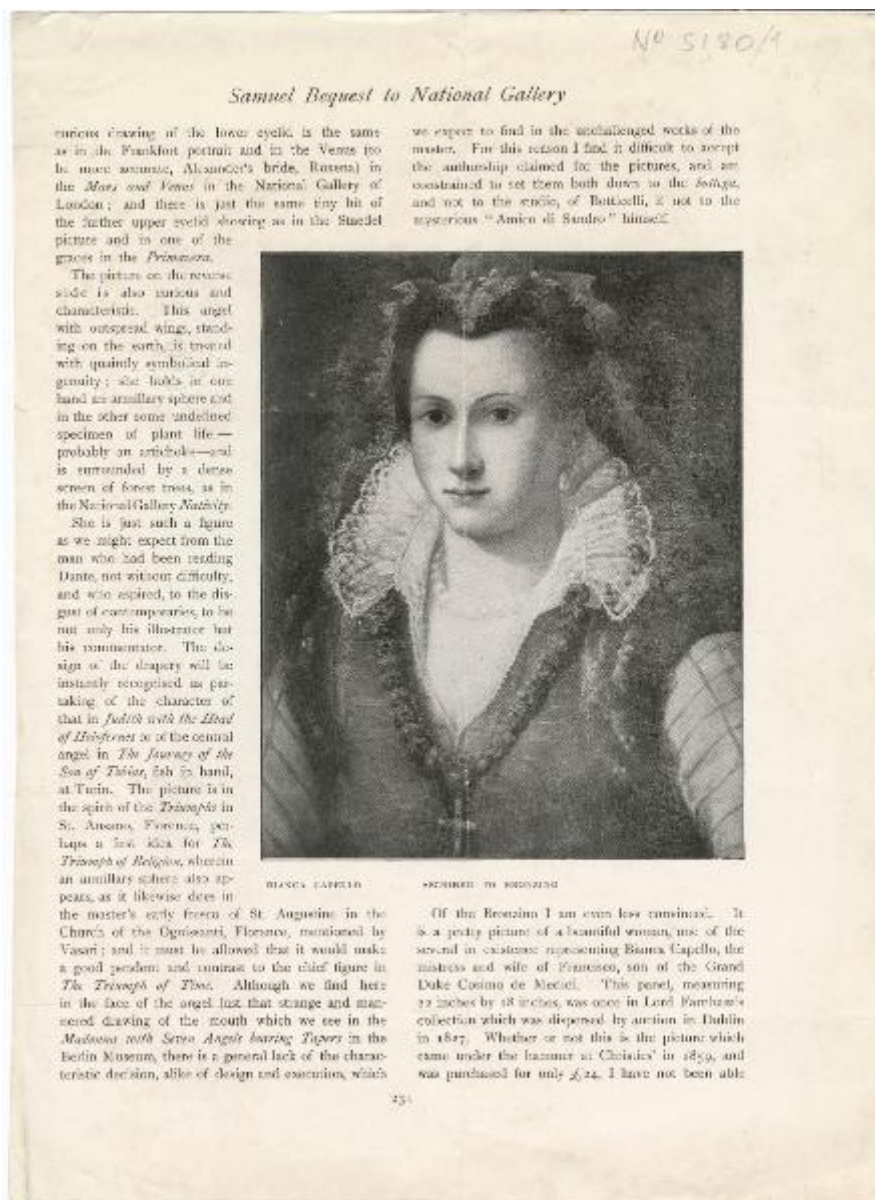 Nº 5180/1
Samuel Bequest to National Gallery
curious drawing of the lower eyelid is the same
as in the Frankfort portrait and in the Venus (to
be more accurate, Alexander's bride, Roxena) in
the Mars and Venus in the National Gallery of
London; and there is just the same tiny bit of
the further upper eyelid showing as in the Staedel
picture and in one of the
graces in the Primavera.
The picture on the reverse
side is also curious and
characteristic. This angel
with outspread wings, stand-
ing on the earth, is treated
with quaintly symbolical in-
genuity; she holds in one
hand an armillary sphere and
in the other some undefined
specimen of plant life—
probably an artichoke—and
is surrounded by a dense
screen of forest trees, as in
the National Gallery Nativity.
She is just such a figure
as we might expect from the
man who had been reading
Dante, not without difficulty,
and who aspired, to the dis-
gust of contemporaries, to be
not only his illustrator but
his commentator. The de-
sign of the drapery will be
instantly recognised as par-
taking of the character of
that in Judith with the Head
of Holofernes or of the central
angel in The Journey of the
Son of Tobias, fish in hand,
at Turin. The picture is in
the spirit of the Triumphs in
St. Ansano, Florence, per-
haps a first idea for The
Triumph of Religion, wherein
an armillary sphere also ap-
pears, as it likewise does in
the master's early fresco of St. Augustine in the
Church of the Ognissanti, Florence, mentioned by
Vasari; and it must be allowed that it would make
a good pendant and contrast to the chief figure in
The Triumph of Time. Although we find here
in the face of the angel just that strange and man-
nered drawing of the mouth which we see in the
Madonna with Seven Angels bearing Tapers in the
Berlin Museum, there is a general lack of the charac-
teristic decision, alike of design and execution, which
we expect to find in the unchallenged works of the
master. For this reason I find it difficult to accept
the authorship claimed for the pictures, and am
constrained to set them both down to the bottega,
and not to the studio, of Botticelli, if not to the
mysterious "Amico di Sandro" himself.
BIANCA CAPELLO ASCRIBED TO BRONZINO
Of the Bronzino I am even less convinced. It
is a pretty picture of a beautiful woman, one of the
several in existence representing Bianca Capello, the
mistress and wife of Francesco, son of the Grand
Duke Cosimo de Medici. This panel, measuring
22 inches by 18 inches, was once in Lord Farnham's
collection which was dispersed by auction in Dublin
in 1827. Whether or not this is the picture which
came under the hammer at Christies' in 1859, and
was purchased for only £24, I have not been able